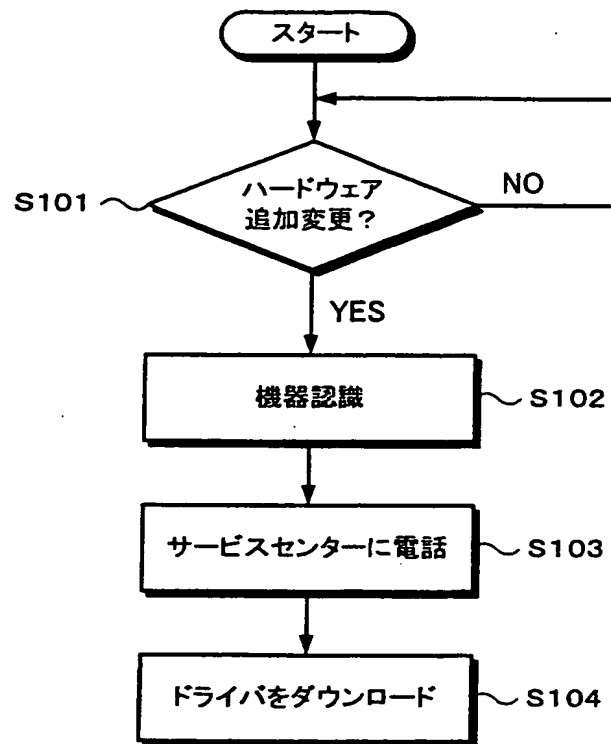 スタート
S101
ハードウェア
追加変更？
NO
YES
機器認識
S102
サービスセンターに電話
S103
ドライバをダウンロード
S104